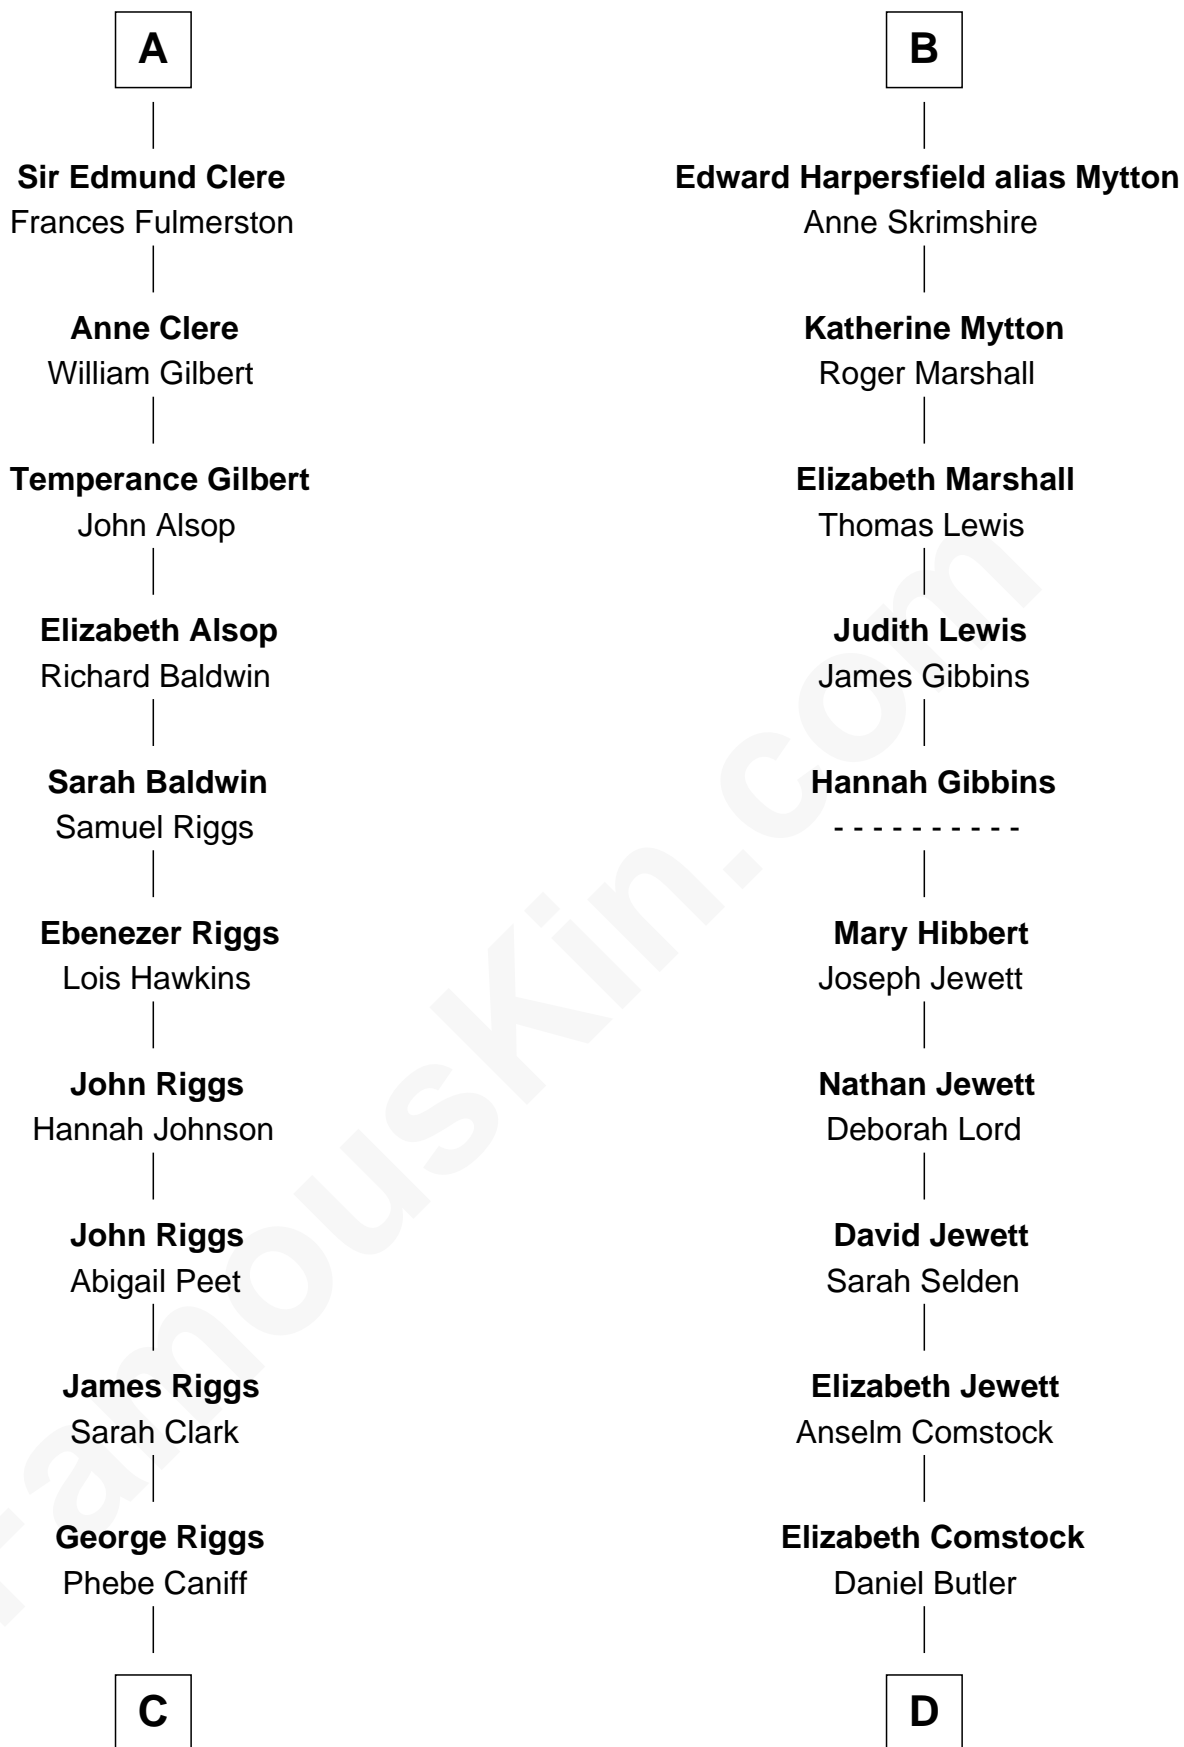 A
Sir Edmund Clere
Frances Fulmerston
Anne Clere
William Gilbert
Temperance Gilbert
John Alsop
Elizabeth Alsop
Richard Baldwin
Sarah Baldwin
Samuel Riggs
Ebenezer Riggs
Lois Hawkins
John Riggs
Hannah Johnson
John Riggs
Abigail Peet
James Riggs
Sarah Clark
George Riggs
Phebe Caniff
C
B
Edward Harpersfield alias Mytton
Anne Skrimshire
Katherine Mytton
Roger Marshall
Elizabeth Marshall
Thomas Lewis
Judith Lewis
James Gibbins
Hannah Gibbins
- - - - - - - - - -
Mary Hibbert
Joseph Jewett
Nathan Jewett
Deborah Lord
David Jewett
Sarah Selden
Elizabeth Jewett
Anselm Comstock
Elizabeth Comstock
Daniel Butler
D
FamousKin.com